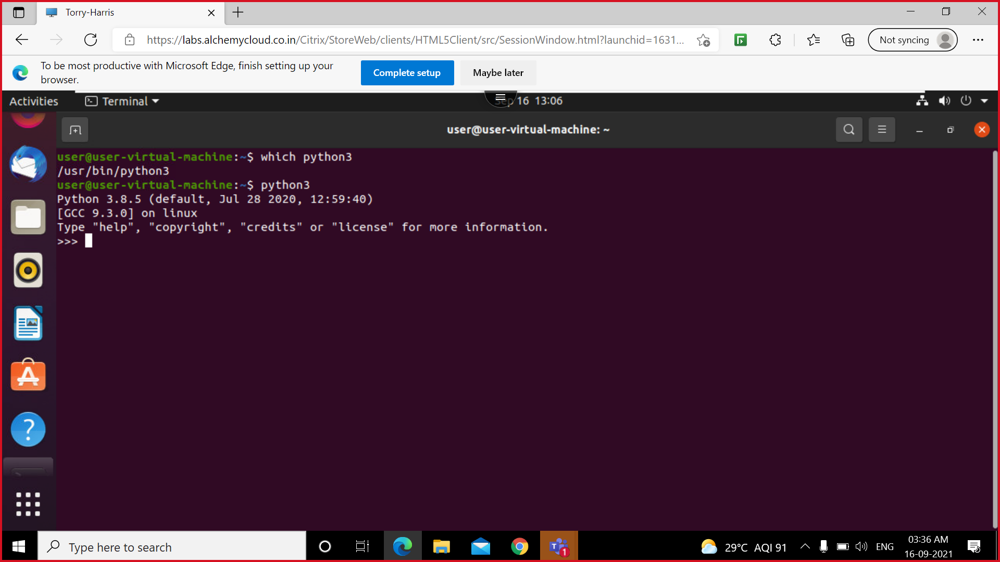 Torry-Harris
https://labs.alchemycloud.co.in/Citrix/StoreWeb/clients/HTML5Client/src/SessionWindow.html?launchid=1631...
Not syncing
To be most productive with Microsoft Edge, finish setting up your
browser.
Complete setup
Maybe later
Activities
Terminal
Sep 16 13:06
user@user-virtual-machine: ~
user@user-virtual-machine:~$ which python3
/usr/bin/python3
user@user-virtual-machine:~$ python3
Python 3.8.5 (default, Jul 28 2020, 12:59:40)
[GCC 9.3.0] on linux
Type "help", "copyright", "credits" or "license" for more information.
>>>
Type here to search
1
29°C AQI 91
ENG
03:36 AM
16-09-2021